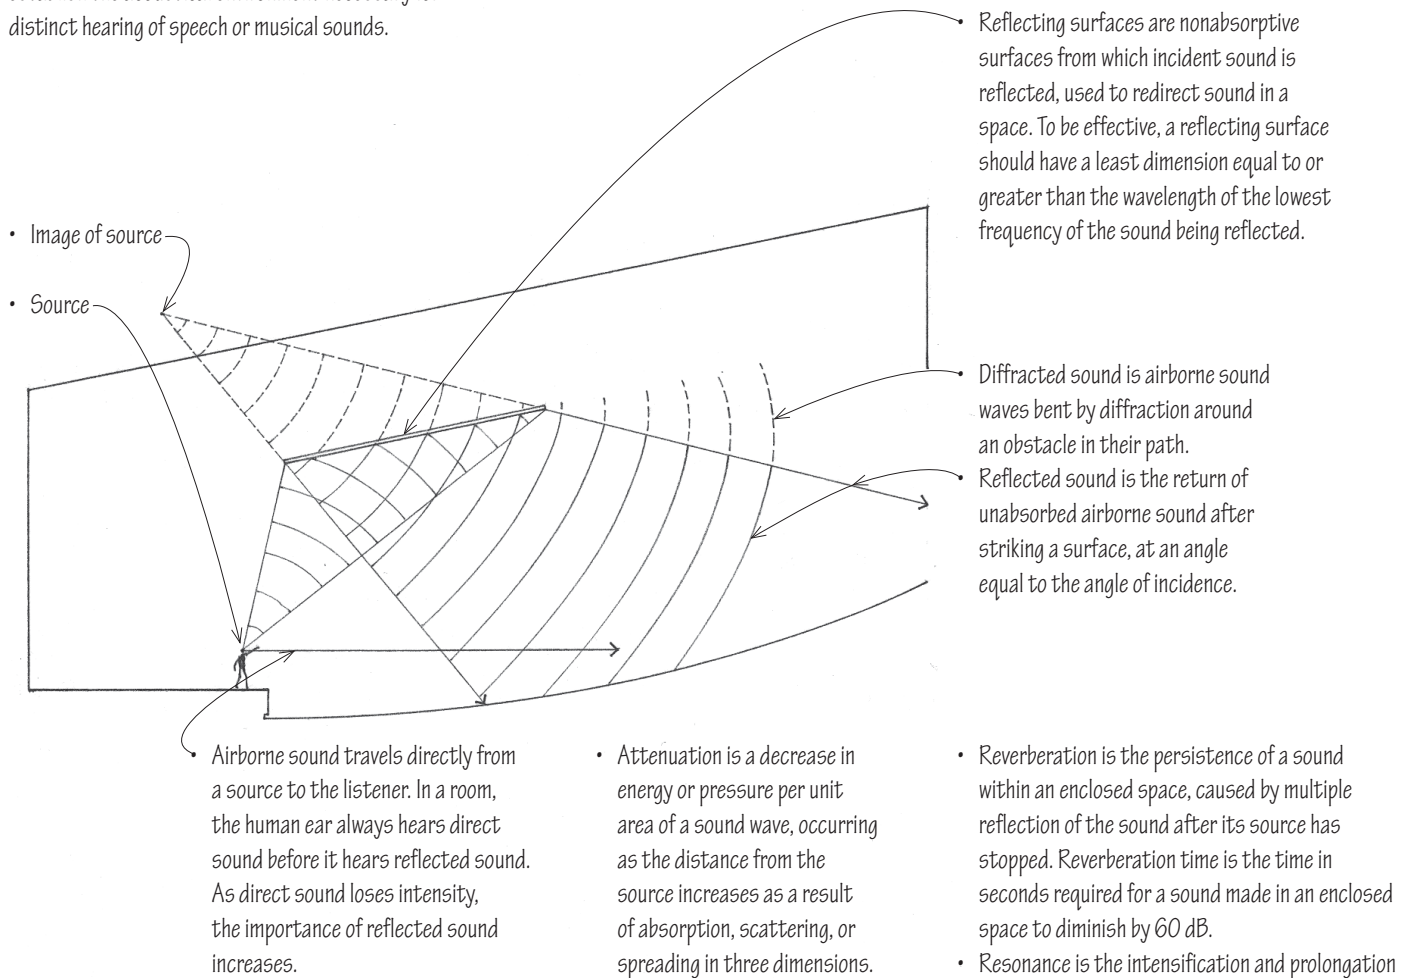 distinct hearing of speech or musical sounds.
• Reflecting surfaces are nonabsorptive
surfaces from which incident sound is
reflected, used to redirect sound in a
space. To be effective, a reflecting surface
should have a least dimension equal to or
greater than the wavelength of the lowest
frequency of the sound being reflected.
• Image of source
• Source
• Diffracted sound is airborne sound
waves bent by diffraction around
an obstacle in their path.
• Reflected sound is the return of
unabsorbed airborne sound after
striking a surface, at an angle
equal to the angle of incidence.
• Airborne sound travels directly from
a source to the listener. In a room,
the human ear always hears direct
sound before it hears reflected sound.
As direct sound loses intensity,
the importance of reflected sound
increases.
• Attenuation is a decrease in
energy or pressure per unit
area of a sound wave, occurring
as the distance from the
source increases as a result
of absorption, scattering, or
spreading in three dimensions.
• Reverberation is the persistence of a sound
within an enclosed space, caused by multiple
reflection of the sound after its source has
stopped. Reverberation time is the time in
seconds required for a sound made in an enclosed
space to diminish by 60 dB.
• Resonance is the intensification and prolongation